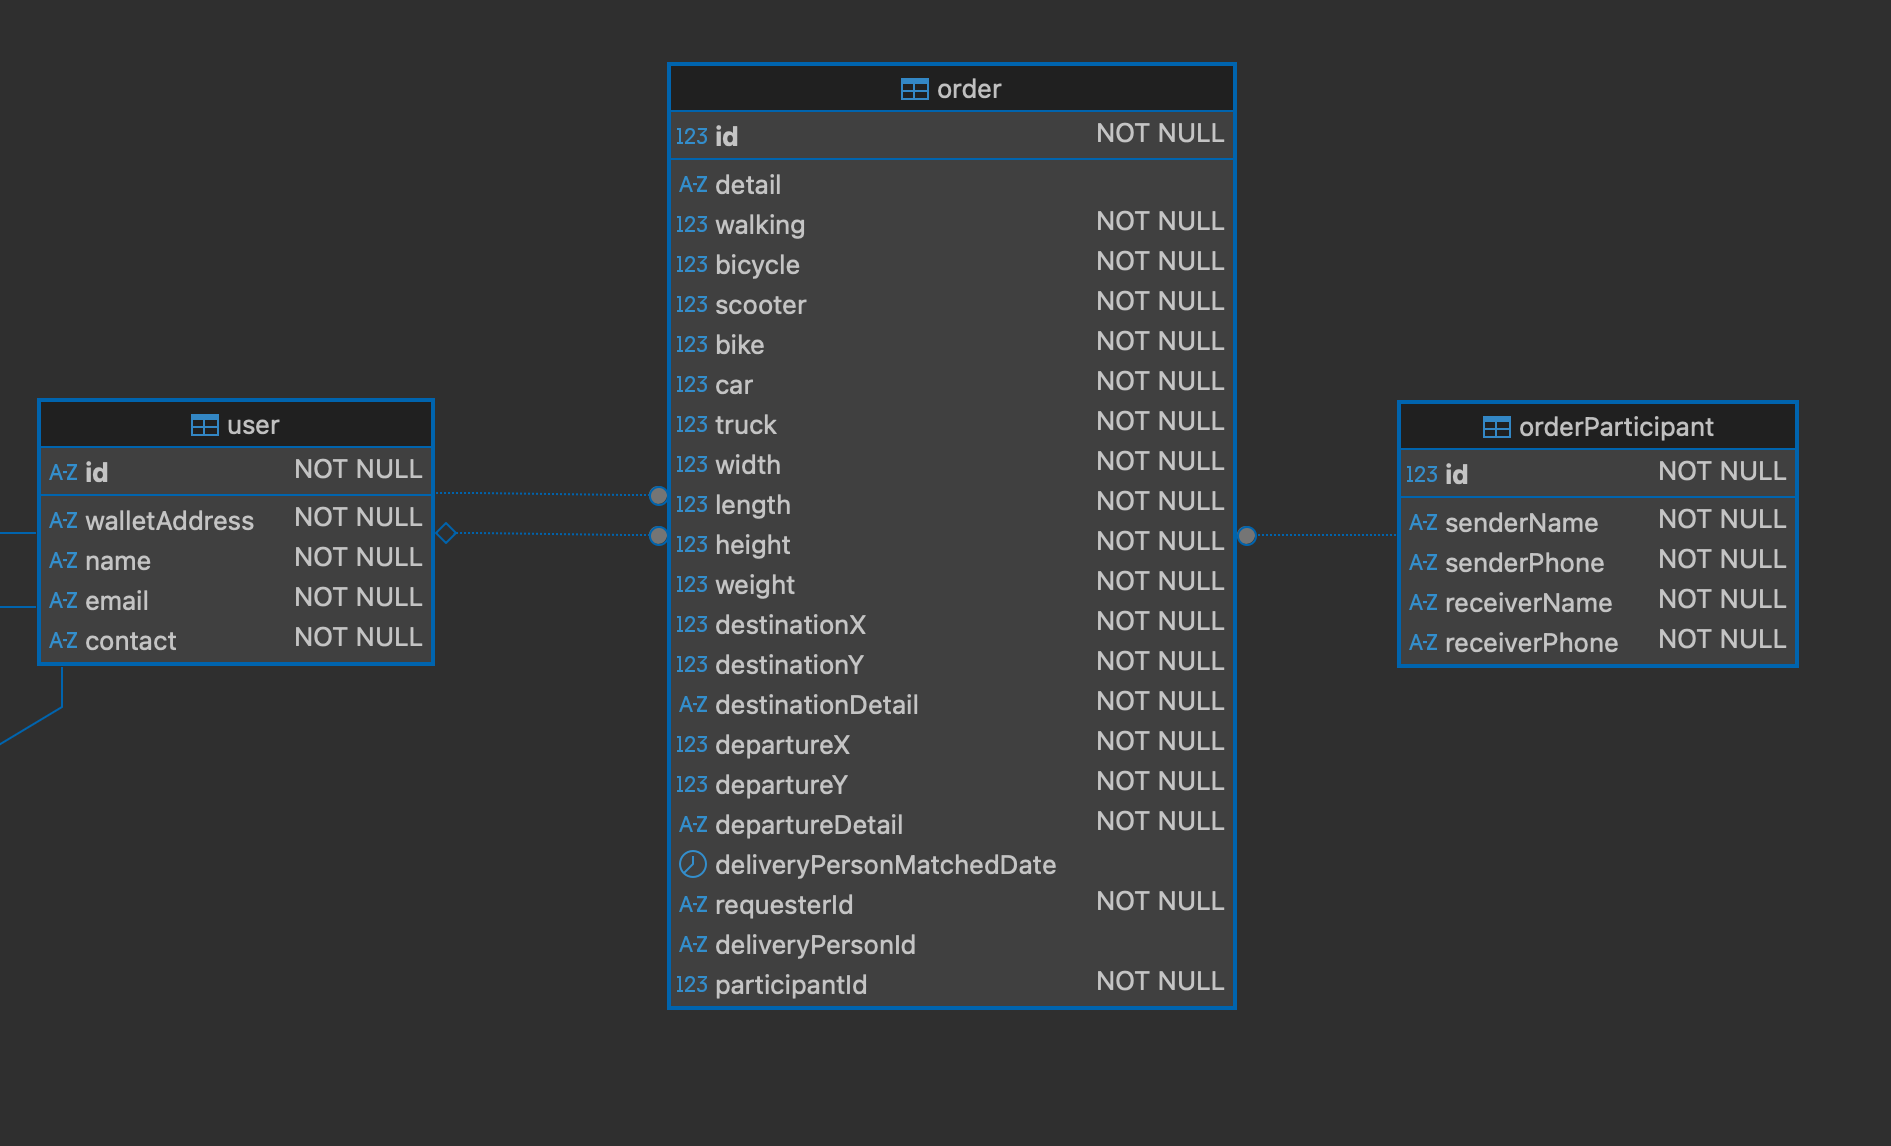 order
123 id NOT NULL
A-Z detail
123 walking NOT NULL
123 bicycle NOT NULL
123 scooter NOT NULL
123 bike NOT NULL
123 car NOT NULL
123 truck NOT NULL
123 width NOT NULL
123 length NOT NULL
123 height NOT NULL
123 weight NOT NULL
123 destinationX NOT NULL
123 destinationY NOT NULL
A-Z destinationDetail NOT NULL
123 departureX NOT NULL
123 departureY NOT NULL
A-Z departureDetail NOT NULL
deliveryPersonMatchedDate
A-Z requesterId NOT NULL
A-Z deliveryPersonId
123 participantId NOT NULL
user
A-Z id NOT NULL
A-Z walletAddress NOT NULL
A-Z name NOT NULL
A-Z email NOT NULL
A-Z contact NOT NULL
orderParticipant
123 id NOT NULL
A-Z senderName NOT NULL
A-Z senderPhone NOT NULL
A-Z receiverName NOT NULL
A-Z receiverPhone NOT NULL